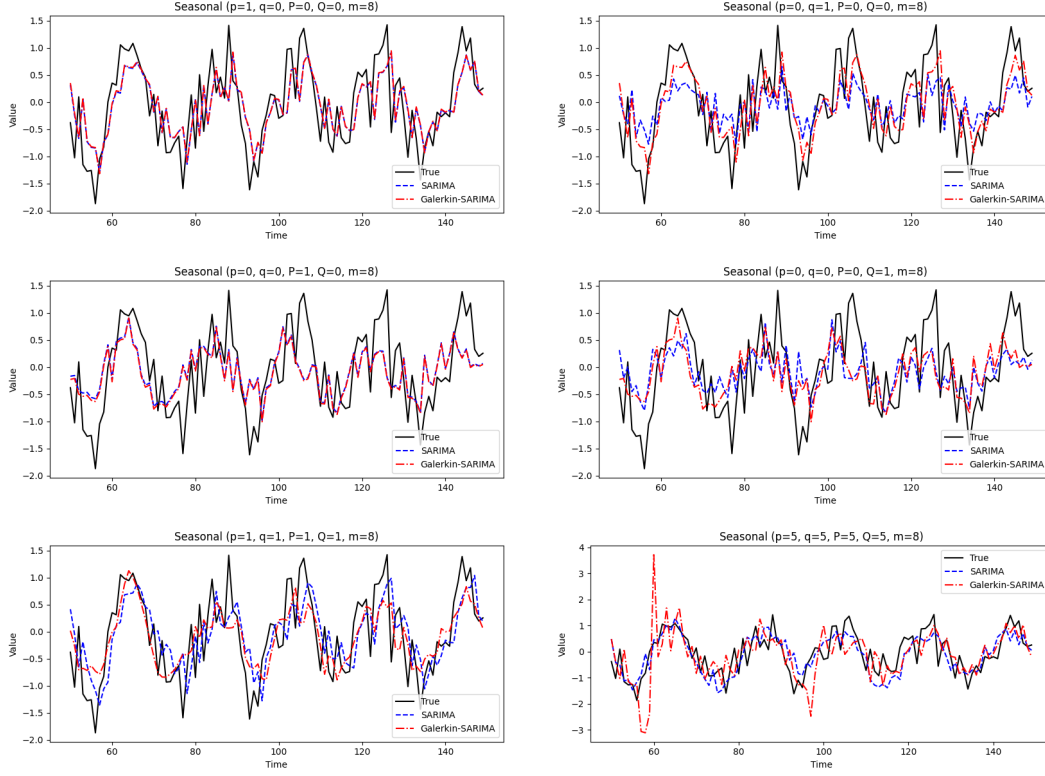 Seasonal (p=1, q=0, P=0, Q=0, m=8)
1.5
1.0
0.5
0.0
−0.5
−1.0
−1.5
−2.0
Value
60
80
100
120
140
Time
True
SARIMA
Galerkin-SARIMA
Seasonal (p=0, q=1, P=0, Q=0, m=8)
1.5
1.0
0.5
0.0
−0.5
−1.0
−1.5
−2.0
Value
60
80
100
120
140
Time
True
SARIMA
Galerkin-SARIMA
Seasonal (p=0, q=0, P=1, Q=0, m=8)
1.5
1.0
0.5
0.0
−0.5
−1.0
−1.5
−2.0
Value
60
80
100
120
140
Time
True
SARIMA
Galerkin-SARIMA
Seasonal (p=0, q=0, P=0, Q=1, m=8)
1.5
1.0
0.5
0.0
−0.5
−1.0
−1.5
−2.0
Value
60
80
100
120
140
Time
True
SARIMA
Galerkin-SARIMA
Seasonal (p=1, q=1, P=1, Q=1, m=8)
1.5
1.0
0.5
0.0
−0.5
−1.0
−1.5
−2.0
Value
60
80
100
120
140
Time
True
SARIMA
Galerkin-SARIMA
Seasonal (p=5, q=5, P=5, Q=5, m=8)
4
3
2
1
0
−1
−2
−3
Value
60
80
100
120
140
Time
True
SARIMA
Galerkin-SARIMA